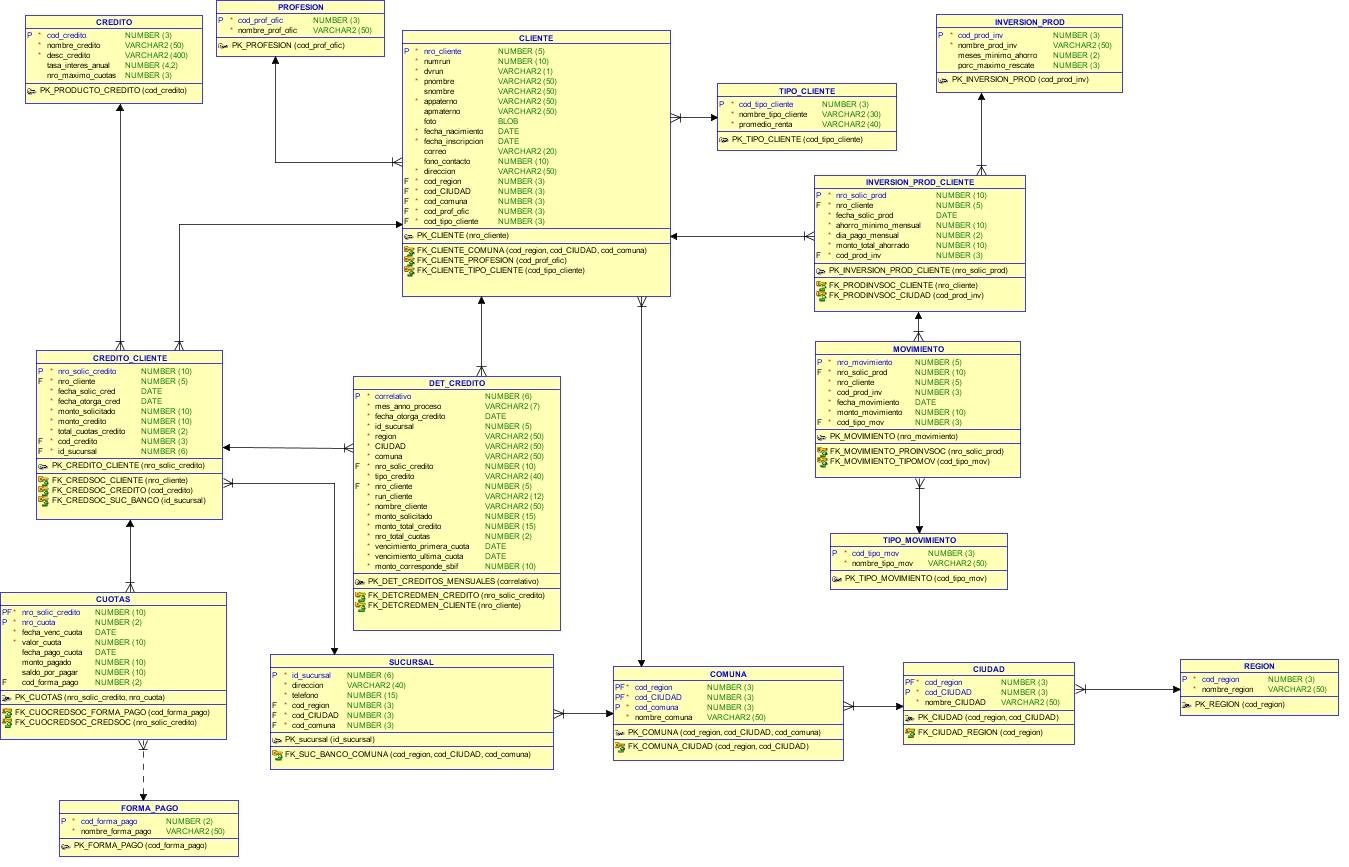 CREDITO
P * cod_credito NUMBER (3)
* nombre_credito VARCHAR2 (50)
* desc_credito VARCHAR2 (400)
tasa_interes_anual NUMBER (4,2)
nro_maximo_cuotas NUMBER (3)
PK_PRODUCTO_CREDITO (cod_credito)
PROFESION
P * cod_prof_ofic NUMBER (3)
* nombre_prof_ofic VARCHAR2 (50)
PK_PROFESION (cod_prof_ofic)
CLIENTE
P * nro_cliente NUMBER (5)
* numrun NUMBER (10)
* dvrun VARCHAR2 (1)
* pnombre VARCHAR2 (50)
snombre VARCHAR2 (50)
* appaterno VARCHAR2 (50)
apmaterno VARCHAR2 (50)
foto BLOB
* fecha_nacimiento DATE
* fecha_inscripcion DATE
correo VARCHAR2 (20)
fono_contacto NUMBER (10)
* direccion VARCHAR2 (50)
F * cod_region NUMBER (3)
F * cod_CIUDAD NUMBER (3)
F * cod_comuna NUMBER (3)
F * cod_prof_ofic NUMBER (3)
F * cod_tipo_cliente NUMBER (3)
PK_CLIENTE (nro_cliente)
FK_CLIENTE_COMUNA (cod_region, cod_CIUDAD, cod_comuna)
FK_CLIENTE_PROFESION (cod_prof_ofic)
FK_CLIENTE_TIPO_CLIENTE (cod_tipo_cliente)
TIPO_CLIENTE
P * cod_tipo_cliente NUMBER (3)
* nombre_tipo_cliente VARCHAR2 (30)
* promedio_renta VARCHAR2 (40)
PK_TIPO_CLIENTE (cod_tipo_cliente)
INVERSION_PROD
P * cod_prod_inv NUMBER (3)
* nombre_prod_inv VARCHAR2 (50)
meses_minimo_ahorro NUMBER (2)
porc_maximo_rescate NUMBER (3)
PK_INVERSION_PROD (cod_prod_inv)
INVERSION_PROD_CLIENTE
P * nro_solic_prod NUMBER (10)
F * nro_cliente NUMBER (5)
* fecha_solic_prod DATE
* ahorro_minimo_mensual NUMBER (10)
* dia_pago_mensual NUMBER (2)
* monto_total_ahorrado NUMBER (10)
F * cod_prod_inv NUMBER (3)
PK_INVERSION_PROD_CLIENTE (nro_solic_prod)
FK_PRODINVSOC_CLIENTE (nro_cliente)
FK_PRODINVSOC_CIUDAD (cod_prod_inv)
CREDITO_CLIENTE
P * nro_solic_credito NUMBER (10)
F * nro_cliente NUMBER (5)
* fecha_solic_cred DATE
* fecha_otorga_cred DATE
* monto_solicitado NUMBER (10)
* monto_credito NUMBER (10)
* total_cuotas_credito NUMBER (2)
F * cod_credito NUMBER (3)
F * id_sucursal NUMBER (6)
PK_CREDITO_CLIENTE (nro_solic_credito)
FK_CREDSOC_CLIENTE (nro_cliente)
FK_CREDSOC_CREDITO (cod_credito)
FK_CREDSOC_SUC_BANCO (id_sucursal)
DET_CREDITO
P * correlativo NUMBER (6)
* mes_anno_proceso VARCHAR2 (7)
* fecha_otorga_credito DATE
* id_sucursal NUMBER (5)
* region VARCHAR2 (50)
* CIUDAD VARCHAR2 (50)
* comuna VARCHAR2 (50)
F * nro_solic_credito NUMBER (10)
* tipo_credito VARCHAR2 (40)
F * nro_cliente NUMBER (5)
* run_cliente VARCHAR2 (12)
* nombre_cliente VARCHAR2 (50)
* monto_solicitado NUMBER (15)
* monto_total_credito NUMBER (15)
* nro_total_cuotas NUMBER (2)
* vencimiento_primera_cuota DATE
* vencimiento_ultima_cuota DATE
* monto_corresponde_sbif NUMBER (10)
PK_DET_CREDITOS_MENSUALES (correlativo)
FK_DETCREDMEN_CREDITO (nro_solic_credito)
FK_DETCREDMEN_CLIENTE (nro_cliente)
MOVIMIENTO
P * nro_movimiento NUMBER (5)
F * nro_solic_prod NUMBER (10)
* nro_cliente NUMBER (5)
* cod_prod_inv NUMBER (3)
* fecha_movimiento DATE
* monto_movimiento NUMBER (10)
F * cod_tipo_mov NUMBER (3)
PK_MOVIMIENTO (nro_movimiento)
FK_MOVIMIENTO_PROINVSOC (nro_solic_prod)
FK_MOVIMIENTO_TIPOMOV (cod_tipo_mov)
TIPO_MOVIMIENTO
P * cod_tipo_mov NUMBER (3)
* nombre_tipo_mov VARCHAR2 (50)
PK_TIPO_MOVIMIENTO (cod_tipo_mov)
CUOTAS
PF * nro_solic_credito NUMBER (10)
P * nro_cuota NUMBER (2)
* fecha_venc_cuota DATE
* valor_cuota NUMBER (10)
fecha_pago_cuota DATE
monto_pagado NUMBER (10)
saldo_por_pagar NUMBER (10)
F cod_forma_pago NUMBER (2)
PK_CUOTAS (nro_solic_credito, nro_cuota)
FK_CUOCREDSOC_FORMA_PAGO (cod_forma_pago)
FK_CUOCREDSOC_CREDSOC (nro_solic_credito)
SUCURSAL
P * id_sucursal NUMBER (6)
* direccion VARCHAR2 (40)
* telefono NUMBER (15)
F * cod_region NUMBER (3)
F * cod_CIUDAD NUMBER (3)
F * cod_comuna NUMBER (3)
PK_sucursal (id_sucursal)
FK_SUC_BANCO_COMUNA (cod_region, cod_CIUDAD, cod_comuna)
COMUNA
PF * cod_region NUMBER (3)
PF * cod_CIUDAD NUMBER (3)
P * cod_comuna NUMBER (3)
* nombre_comuna VARCHAR2 (50)
PK_COMUNA (cod_region, cod_CIUDAD, cod_comuna)
FK_COMUNA_CIUDAD (cod_region, cod_CIUDAD)
CIUDAD
PF * cod_region NUMBER (3)
P * cod_CIUDAD NUMBER (3)
* nombre_CIUDAD VARCHAR2 (50)
PK_CIUDAD (cod_region, cod_CIUDAD)
FK_CIUDAD_REGION (cod_region)
REGION
P * cod_region NUMBER (3)
* nombre_region VARCHAR2 (50)
PK_REGION (cod_region)
FORMA_PAGO
P * cod_forma_pago NUMBER (2)
* nombre_forma_pago VARCHAR2 (50)
PK_FORMA_PAGO (cod_forma_pago)